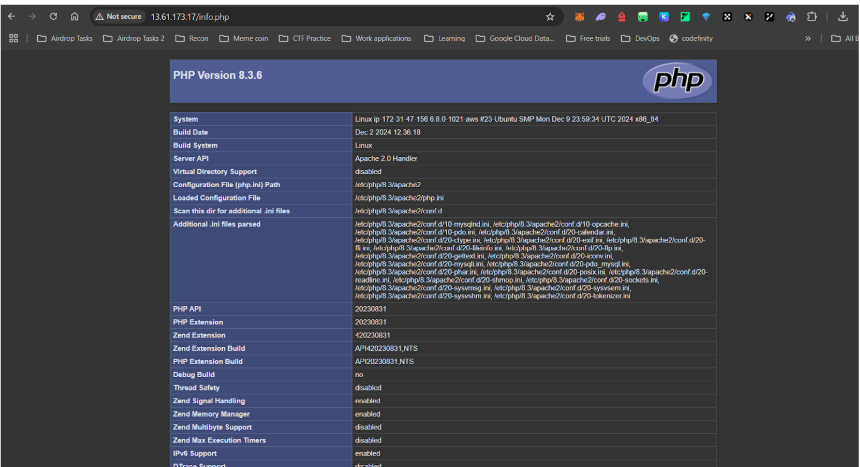 Not secure 13.61.173.17/info.php
Airdrop Tasks Airdrop Tasks 2 Recon Meme coin CTF Practice Work applications Learning Google Cloud Data... Free trials DevOps codefinity » All B
PHP Version 8.3.6
php
System Linux ip-172-31-47-156 6.8.0-1021-aws #23-Ubuntu SMP Mon Dec 9 23:59:34 UTC 2024 x86_64
Build Date Dec 2 2024 12:36:18
Build System Linux
Server API Apache 2.0 Handler
Virtual Directory Support disabled
Configuration File (php.ini) Path /etc/php/8.3/apache2
Loaded Configuration File /etc/php/8.3/apache2/php.ini
Scan this dir for additional .ini files /etc/php/8.3/apache2/conf.d
Additional .ini files parsed /etc/php/8.3/apache2/conf.d/10-mysqlnd.ini, /etc/php/8.3/apache2/conf.d/10-opcache.ini,
/etc/php/8.3/apache2/conf.d/10-pdo.ini, /etc/php/8.3/apache2/conf.d/20-calendar.ini,
/etc/php/8.3/apache2/conf.d/20-ctype.ini, /etc/php/8.3/apache2/conf.d/20-exif.ini, /etc/php/8.3/apache2/conf.d/20-
ffi.ini, /etc/php/8.3/apache2/conf.d/20-fileinfo.ini, /etc/php/8.3/apache2/conf.d/20-ftp.ini,
/etc/php/8.3/apache2/conf.d/20-gettext.ini, /etc/php/8.3/apache2/conf.d/20-iconv.ini,
/etc/php/8.3/apache2/conf.d/20-mysqli.ini, /etc/php/8.3/apache2/conf.d/20-pdo_mysql.ini,
/etc/php/8.3/apache2/conf.d/20-phar.ini, /etc/php/8.3/apache2/conf.d/20-posix.ini, /etc/php/8.3/apache2/conf.d/20-
readline.ini, /etc/php/8.3/apache2/conf.d/20-shmop.ini, /etc/php/8.3/apache2/conf.d/20-sockets.ini,
/etc/php/8.3/apache2/conf.d/20-sysvmsg.ini, /etc/php/8.3/apache2/conf.d/20-sysvsem.ini,
/etc/php/8.3/apache2/conf.d/20-sysvshm.ini, /etc/php/8.3/apache2/conf.d/20-tokenizer.ini
PHP API 20230831
PHP Extension 20230831
Zend Extension 420230831
Zend Extension Build API420230831,NTS
PHP Extension Build API20230831,NTS
Debug Build no
Thread Safety disabled
Zend Signal Handling enabled
Zend Memory Manager enabled
Zend Multibyte Support disabled
Zend Max Execution Timers disabled
IPv6 Support enabled
DTrace Support disabled